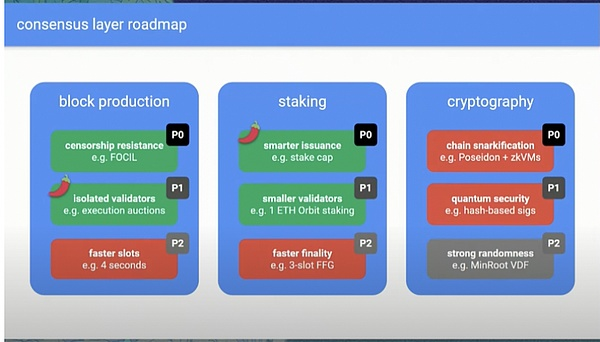 consensus layer roadmap
block production
P0
censorship resistance
e.g. FOCIL
P1
isolated validators
e.g. execution auctions
P2
faster slots
e.g. 4 seconds
staking
P0
smarter issuance
e.g. stake cap
P1
smaller validators
e.g. 1 ETH Orbit staking
P2
faster finality
e.g. 3-slot FFG
cryptography
P0
chain snarkification
e.g. Poseidon + zkVMs
P1
quantum security
e.g. hash-based sigs
P2
strong randomness
e.g. MinRoot VDF